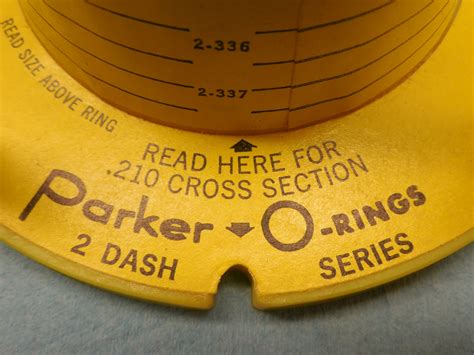 2-336
2-337
READ SIZE ABOVE RING
READ HERE FOR
.210 CROSS SECTION
Parker O-RINGS
2 DASH SERIES